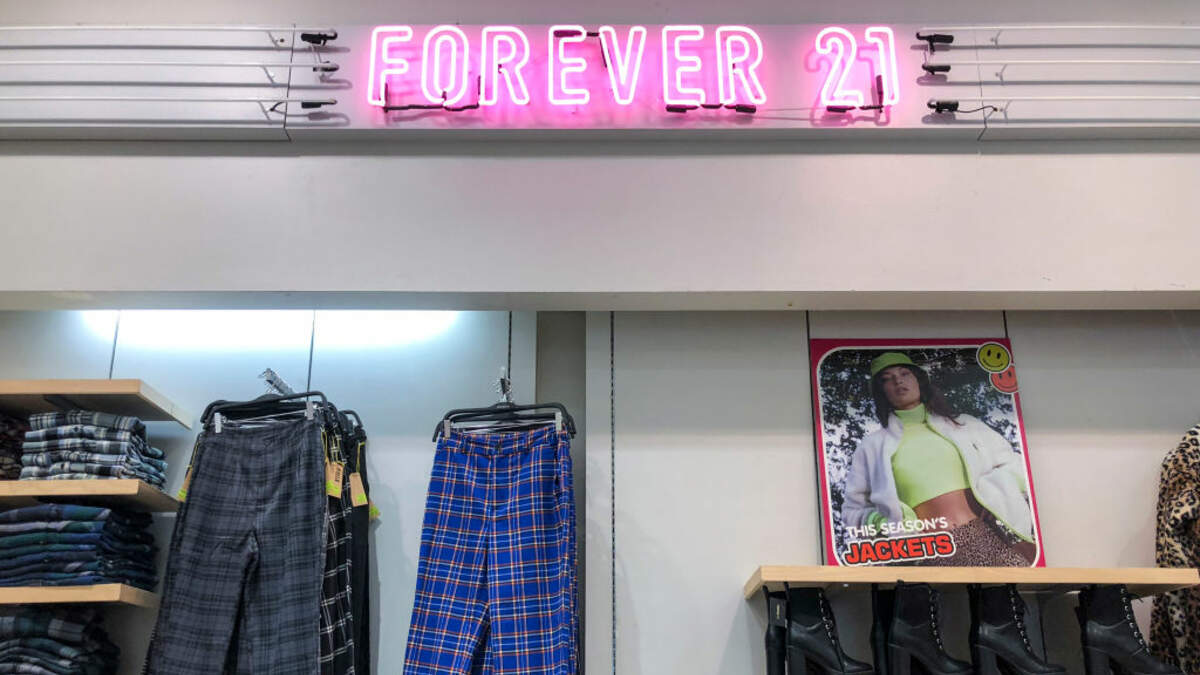 FOREVER 21
THIS SEASON'S
JACKETS